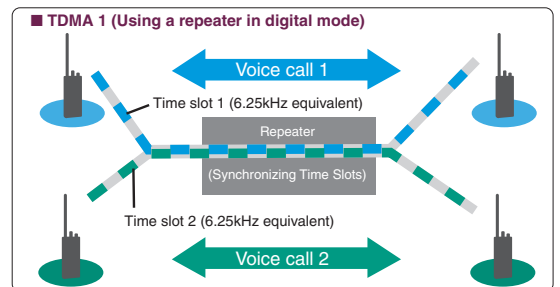 ■ TDMA 1 (Using a repeater in digital mode)
Voice call 1
Time slot 1 (6.25kHz equivalent)
Repeater
(Synchronizing Time Slots)
Time slot 2 (6.25kHz equivalent)
Voice call 2